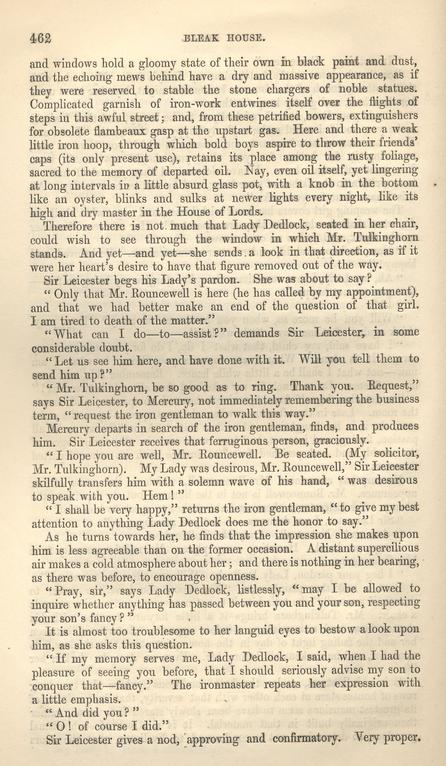 462 BLEAK HOUSE.
and windows hold a gloomy state of their own in black paint and dust,
and the echoing mews behind have a dry and massive appearance, as if
they were reserved to stable the stone chargers of noble statues.
Complicated garnish of iron-work entwines itself over the flights of
steps in this awful street; and, from these petrified bowers, extinguishers
for obsolete flambeaux gasp at the upstart gas. Here and there a weak
little iron hoop, through which bold boys aspire to throw their friends'
caps (its only present use), retains its place among the rusty foliage,
sacred to the memory of departed oil. Nay, even oil itself, yet lingering
at long intervals in a little absurd glass pot, with a knob in the bottom
like an oyster, blinks and sulks at newer lights every night, like its
high and dry master in the House of Lords.
Therefore there is not much that Lady Dedlock, seated in her chair,
could wish to see through the window in which Mr. Tulkinghorn
stands. And yet—and yet—she sends a look in that direction, as if it
were her heart's desire to have that figure removed out of the way.
Sir Leicester begs his Lady's pardon. She was about to say?
"Only that Mr. Rouncewell is here (he has called by my appointment),
and that we had better make an end of the question of that girl.
I am tired to death of the matter."
"What can I do—to—assist?" demands Sir Leicester, in some
considerable doubt.
"Let us see him here, and have done with it. Will you tell them to
send him up?"
"Mr. Tulkinghorn, be so good as to ring. Thank you. Request,"
says Sir Leicester, to Mercury, not immediately remembering the business
term, "request the iron gentleman to walk this way."
Mercury departs in search of the iron gentleman, finds, and produces
him. Sir Leicester receives that ferruginous person, graciously.
"I hope you are well, Mr. Rouncewell. Be seated. (My solicitor,
Mr. Tulkinghorn). My Lady was desirous, Mr. Rouncewell," Sir Leicester
skilfully transfers him with a solemn wave of his hand, "was desirous
to speak with you. Hem!"
"I shall be very happy," returns the iron gentleman, "to give my best
attention to anything Lady Dedlock does me the honor to say."
As he turns towards her, he finds that the impression she makes upon
him is less agreeable than on the former occasion. A distant supercilious
air makes a cold atmosphere about her; and there is nothing in her bearing,
as there was before, to encourage openness.
"Pray, sir," says Lady Dedlock, listlessly, "may I be allowed to
inquire whether anything has passed between you and your son, respecting
your son's fancy?"
It is almost too troublesome to her languid eyes to bestow a look upon
him, as she asks this question.
"If my memory serves me, Lady Dedlock, I said, when I had the
pleasure of seeing you before, that I should seriously advise my son to
conquer that—fancy." The ironmaster repeats her expression with
a little emphasis.
"And did you?"
"O! of course I did."
Sir Leicester gives a nod, approving and confirmatory. Very proper.